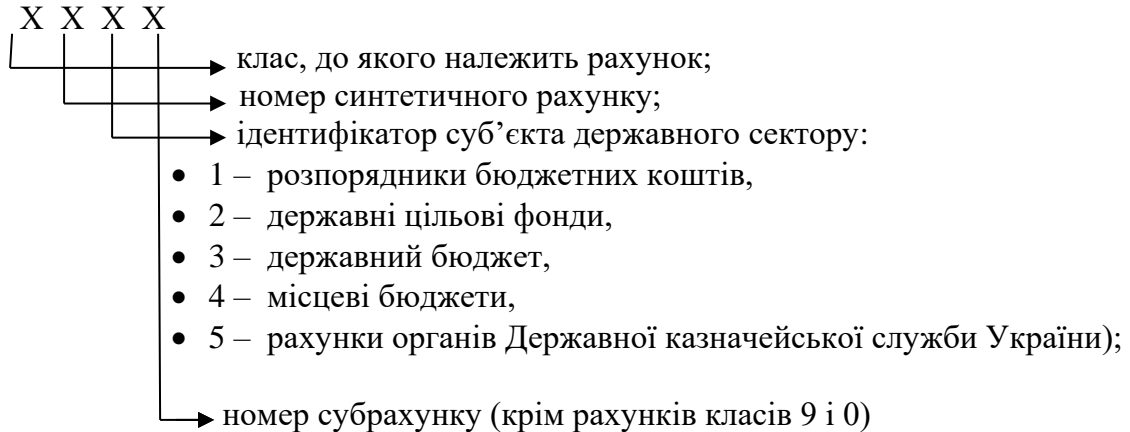 Х Х Х Х
клас, до якого належить рахунок;
номер синтетичного рахунку;
ідентифікатор суб’єкта державного сектору:
• 1 – розпорядники бюджетних коштів,
• 2 – державні цільові фонди,
• 3 – державний бюджет,
• 4 – місцеві бюджети,
• 5 – рахунки органів Державної казначейської служби України);
номер субрахунку (крім рахунків класів 9 і 0)